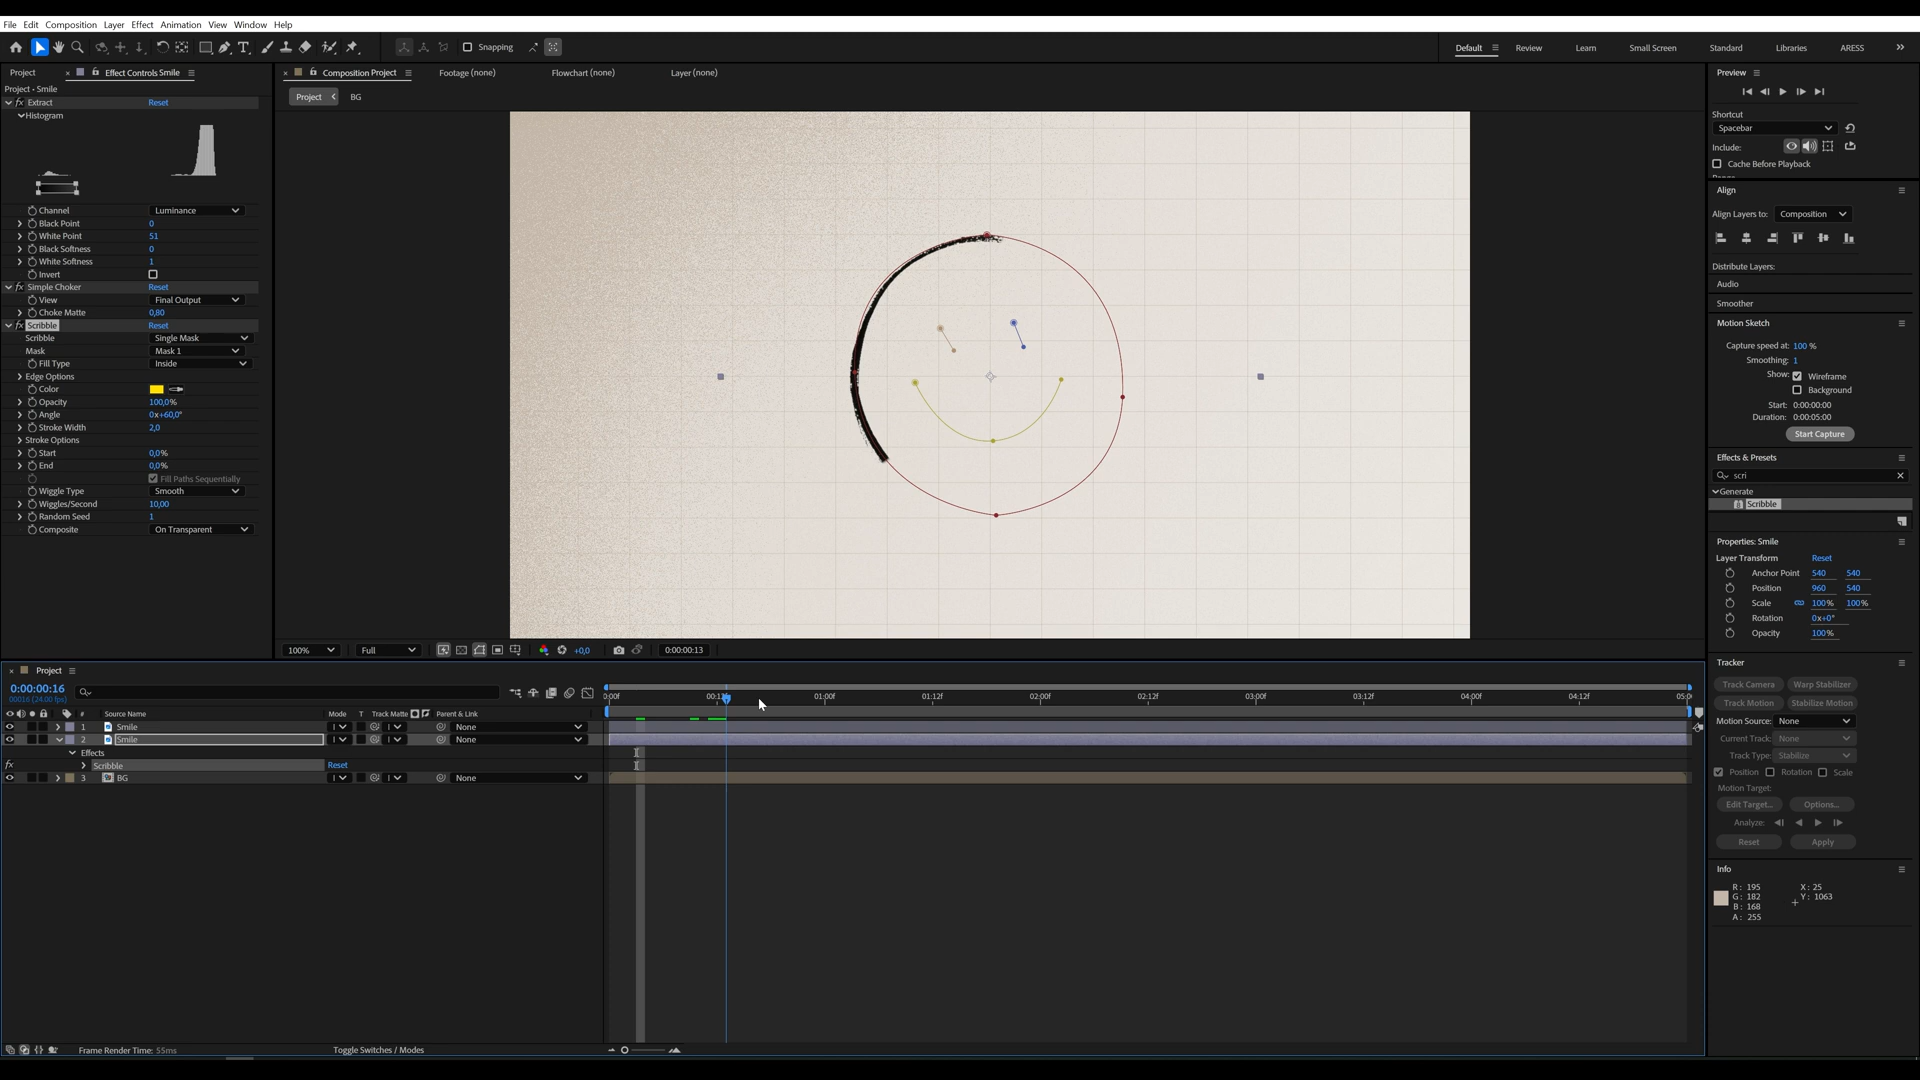 File Edit Composition Layer Effect Animation View Window Help
Snapping
Default Review Learn Small Screen Standard Libraries ARESS
Project Effect Controls Smile
Project • Smile
Extract Reset
Histogram
Channel Luminance
Black Point 0
White Point 51
Black Softness 0
White Softness 1
Invert
Simple Choker Reset
View Final Output
Choke Matte 0,80
Scribble Reset
Scribble Single Mask
Mask Mask 1
Fill Type Inside
Edge Options
Color
Opacity 100,0%
Angle 0x+60,0°
Stroke Width 2,0
Stroke Options
Start 0,0%
End 0,0%
Fill Paths Sequentially
Wiggle Type Smooth
Wiggles/Second 10,00
Random Seed 1
Composite On Transparent
Composition Project Footage (none) Flowchart (none) Layer (none)
Project BG
100% Full +0,0 0:00:00:13
Preview
Shortcut
Spacebar
Include:
Cache Before Playback
Align
Align Layers to: Composition
Distribute Layers:
Audio
Smoother
Motion Sketch
Capture speed at: 100 %
Smoothing: 1
Show: Wireframe
Background
Start: 0:00:00:00
Duration: 0:00:05:00
Start Capture
Effects & Presets
scri
Generate
Scribble
Properties: Smile
Layer Transform Reset
Anchor Point 540 540
Position 960 540
Scale 100% 100%
Rotation 0x+0°
Opacity 100%
Tracker
Track Camera Warp Stabilizer
Track Motion Stabilize Motion
Motion Source: None
Current Track: None
Track Type: Stabilize
Position Rotation Scale
Motion Target:
Edit Target... Options...
Analyze:
Reset Apply
Info
R: 195 X: 25
G: 182 Y: 1063
B: 168
A: 255
Project
0:00:00:16
00016 (24.00 fps)
:00F 01:00F 01:12F 02:00F 02:12F 03:00F 03:12F 04:00F 04:12F
# Source Name Mode T Track Matte Parent & Link
1 Smile None
2 Smile None
Effects
fx Scribble Reset
3 BG None
Frame Render Time: 55ms Toggle Switches / Modes